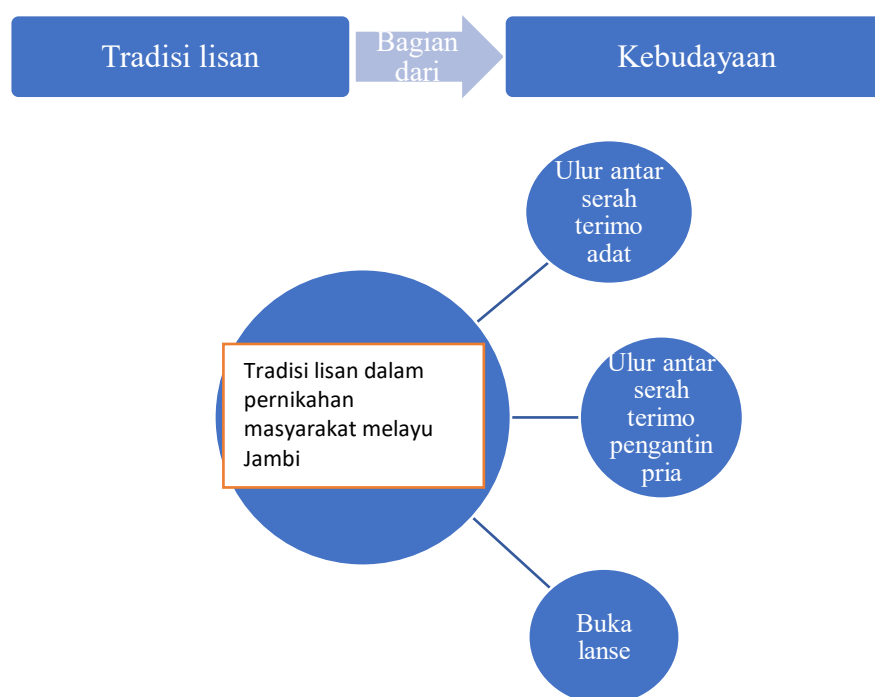 Tradisi lisan
Bagian
dari
Kebudayaan
Ulur antar
serah
terimo
adat
Tradisi lisan dalam
pernikahan
masyarakat melayu
Jambi
Ulur antar
serah
terimo
pengantin
pria
Buka
lanse